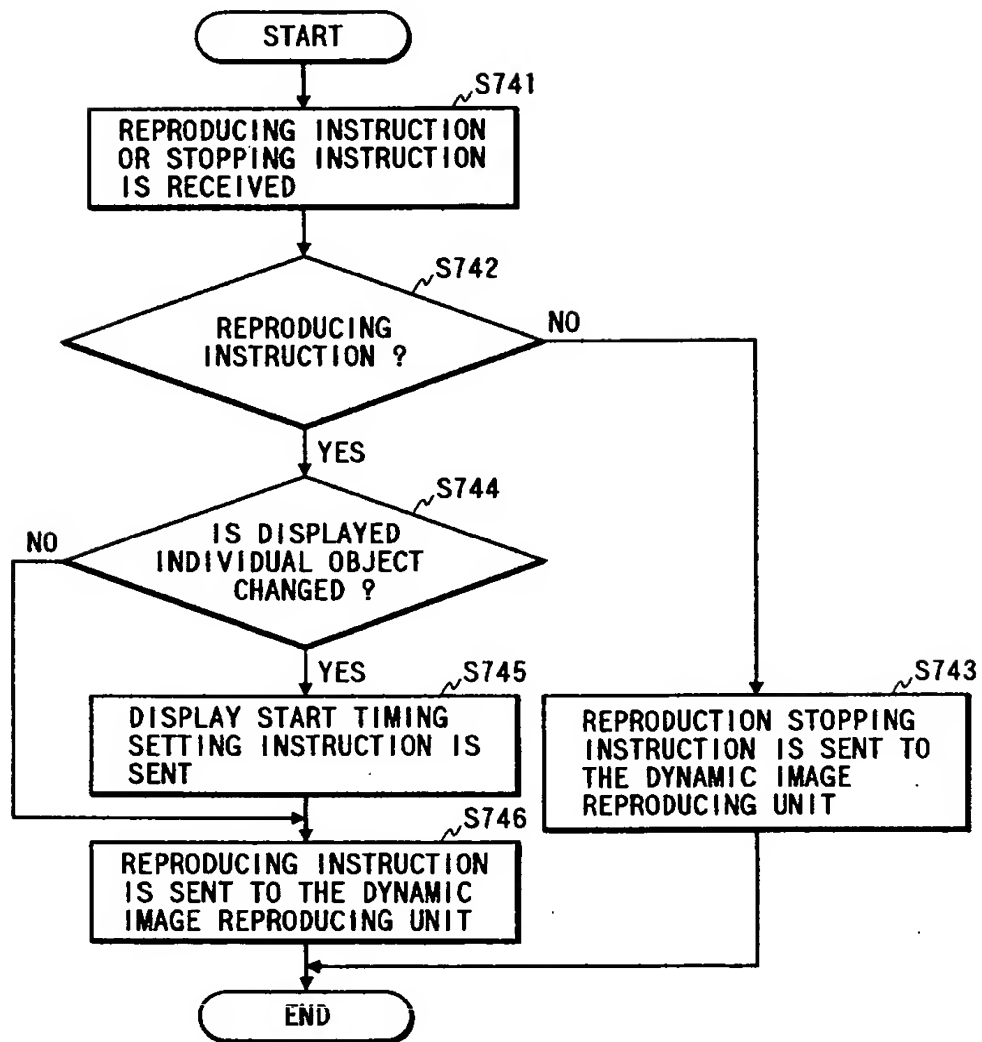 START
S741
REPRODUCING INSTRUCTION
OR STOPPING INSTRUCTION
IS RECEIVED
S742
REPRODUCING
INSTRUCTION ?
NO
YES
S744
IS DISPLAYED
INDIVIDUAL OBJECT
CHANGED ?
NO
YES
S745
DISPLAY START TIMING
SETTING INSTRUCTION IS
SENT
S743
REPRODUCTION STOPPING
INSTRUCTION IS SENT TO
THE DYNAMIC IMAGE
REPRODUCING UNIT
S746
REPRODUCING INSTRUCTION
IS SENT TO THE DYNAMIC
IMAGE REPRODUCING UNIT
END